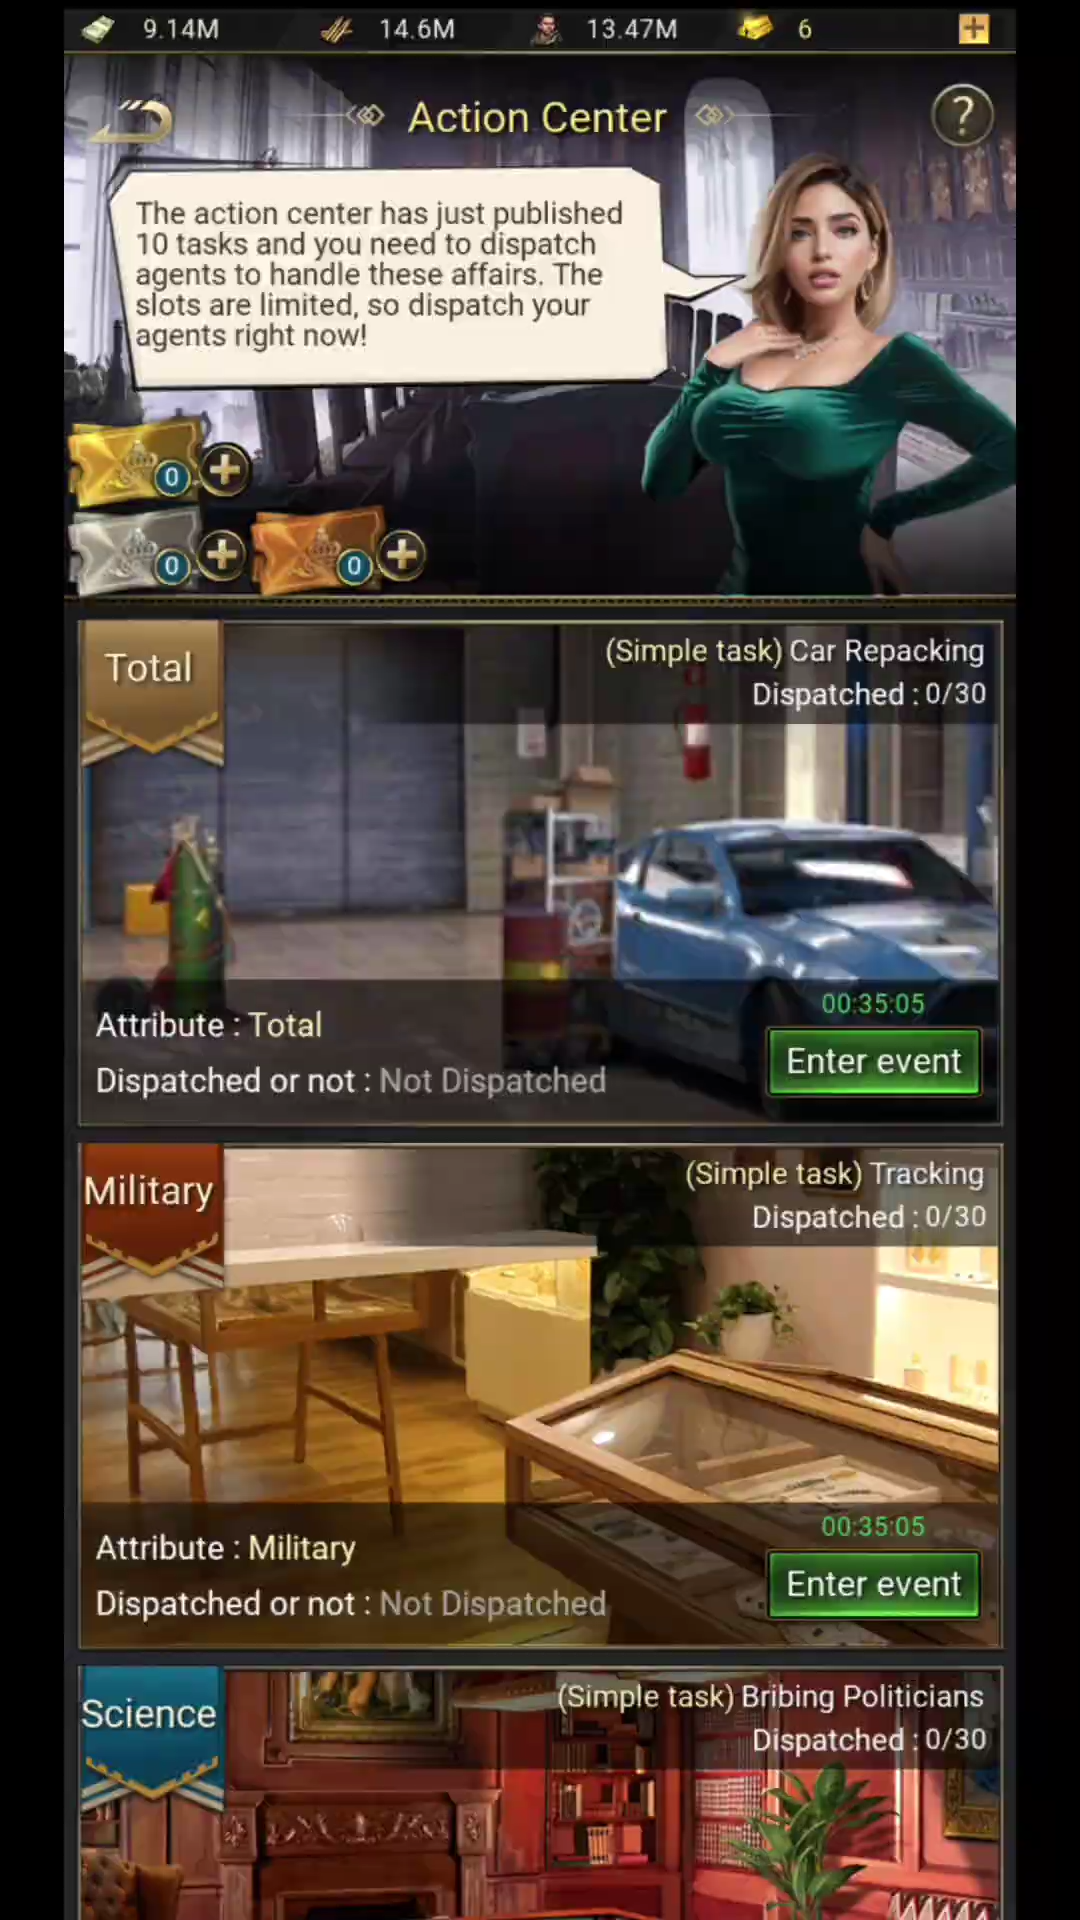 9.14M 14.6M 13.47M 6
Action Center
?
The action center has just published
10 tasks and you need to dispatch
agents to handle these affairs. The
slots are limited, so dispatch your
agents right now!
0
0 0
Total
(Simple task) Car Repacking
Dispatched : 0/30
00:35:05
Attribute : Total
Enter event
Dispatched or not : Not Dispatched
Military
(Simple task) Tracking
Dispatched : 0/30
00:35:05
Attribute : Military
Enter event
Dispatched or not : Not Dispatched
Science
(Simple task) Bribing Politicians
Dispatched : 0/30